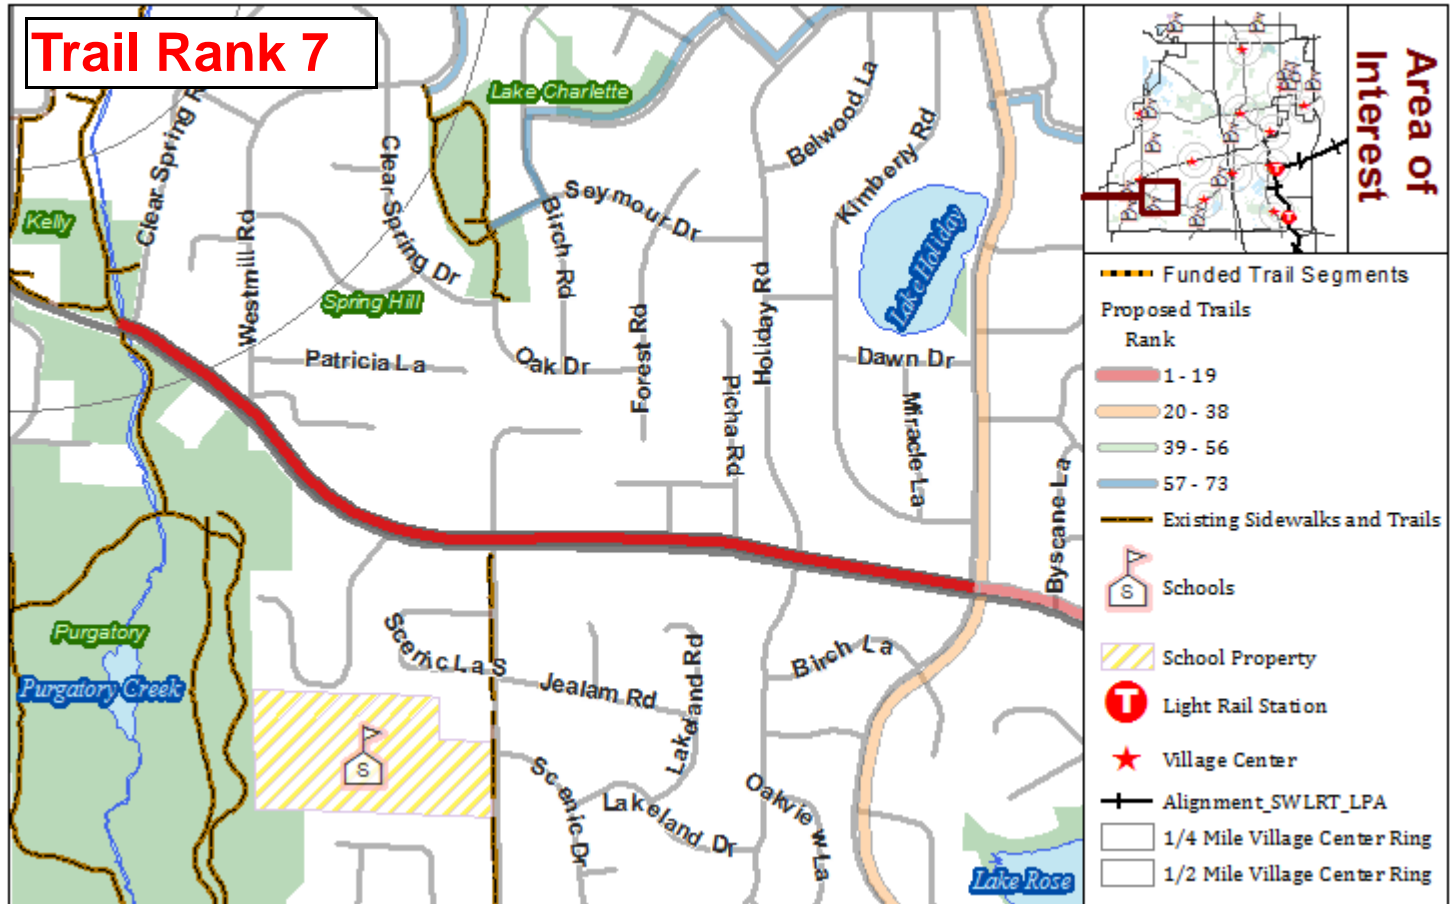 Trail Rank 7
Area of
Interest
Lake Charlette
Clear Spring R
Clear Spring Dr
Belwood La
Kimberly Rd
Kelly
Westmill Rd
Seymour Dr
Birch Rd
Lake Holiday
Spring Hill
Forest Rd
Holiday Rd
Patricia La
Oak Dr
Dawn Dr
Picha Rd
Miracle La
Byscane La
Purgatory
Purgatory Creek
Scenic La S
Jealam Rd
Lakeland Rd
Birch La
S
Scenic Dr
Lakeland Dr
Oakview La
Lake Rose
Funded Trail Segments
Proposed Trails
Rank
1 - 19
20 - 38
39 - 56
57 - 73
Existing Sidewalks and Trails
S
Schools
School Property
T
Light Rail Station
Village Center
Alignment_SWLRT_LPA
1/4 Mile Village Center Ring
1/2 Mile Village Center Ring